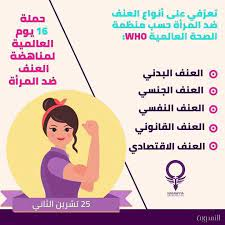 تعرّفي على أنواع العنف
ضد المرأة حسب منظمة
الصحة العالمية WHO:
حملة
16 يوم
العالمية
لمناهضة
العنف
ضد المرأة
العنف البدني
العنف الجنسي
العنف النفسي
العنف القانوني
العنف الاقتصادي
25 تشرين الثاني